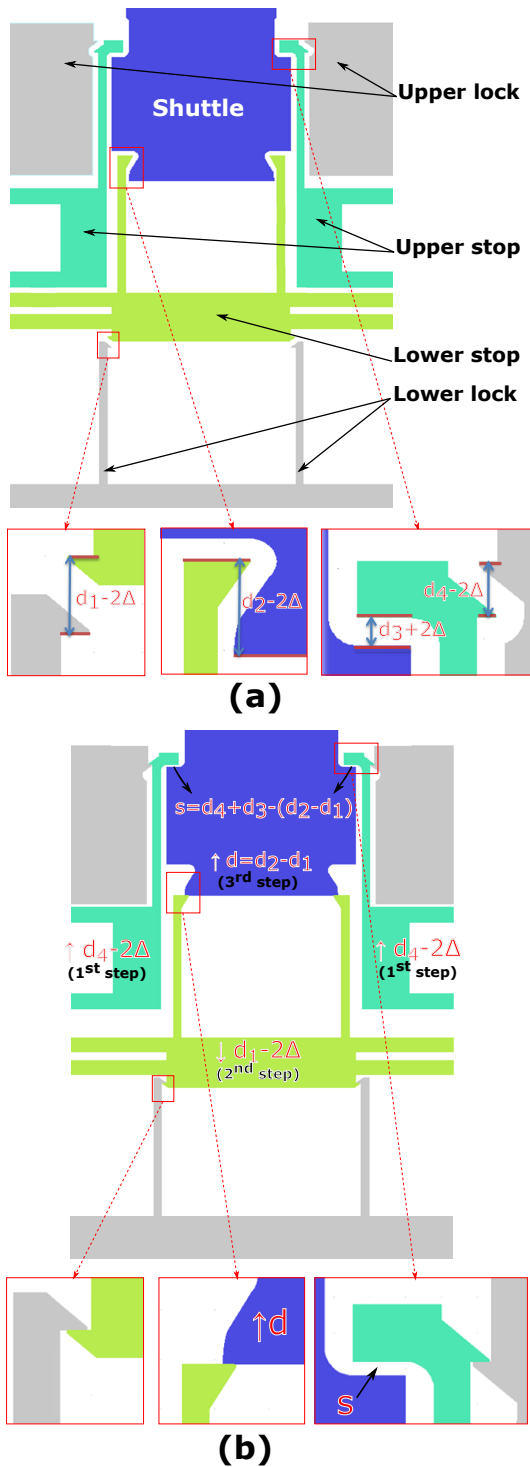 Shuttle
Upper lock
Upper stop
Lower stop
Lower lock
d₁-2Δ
d₂-2Δ
d₄-2Δ
d₃+2Δ
(a)
s=d₄+d₃-(d₂-d₁)
↑ d=d₂-d₁
(3rd step)
↑ d₄-2Δ
(1st step)
↑ d₄-2Δ
(1st step)
↓ d₁-2Δ
(2nd step)
↑d
S
(b)